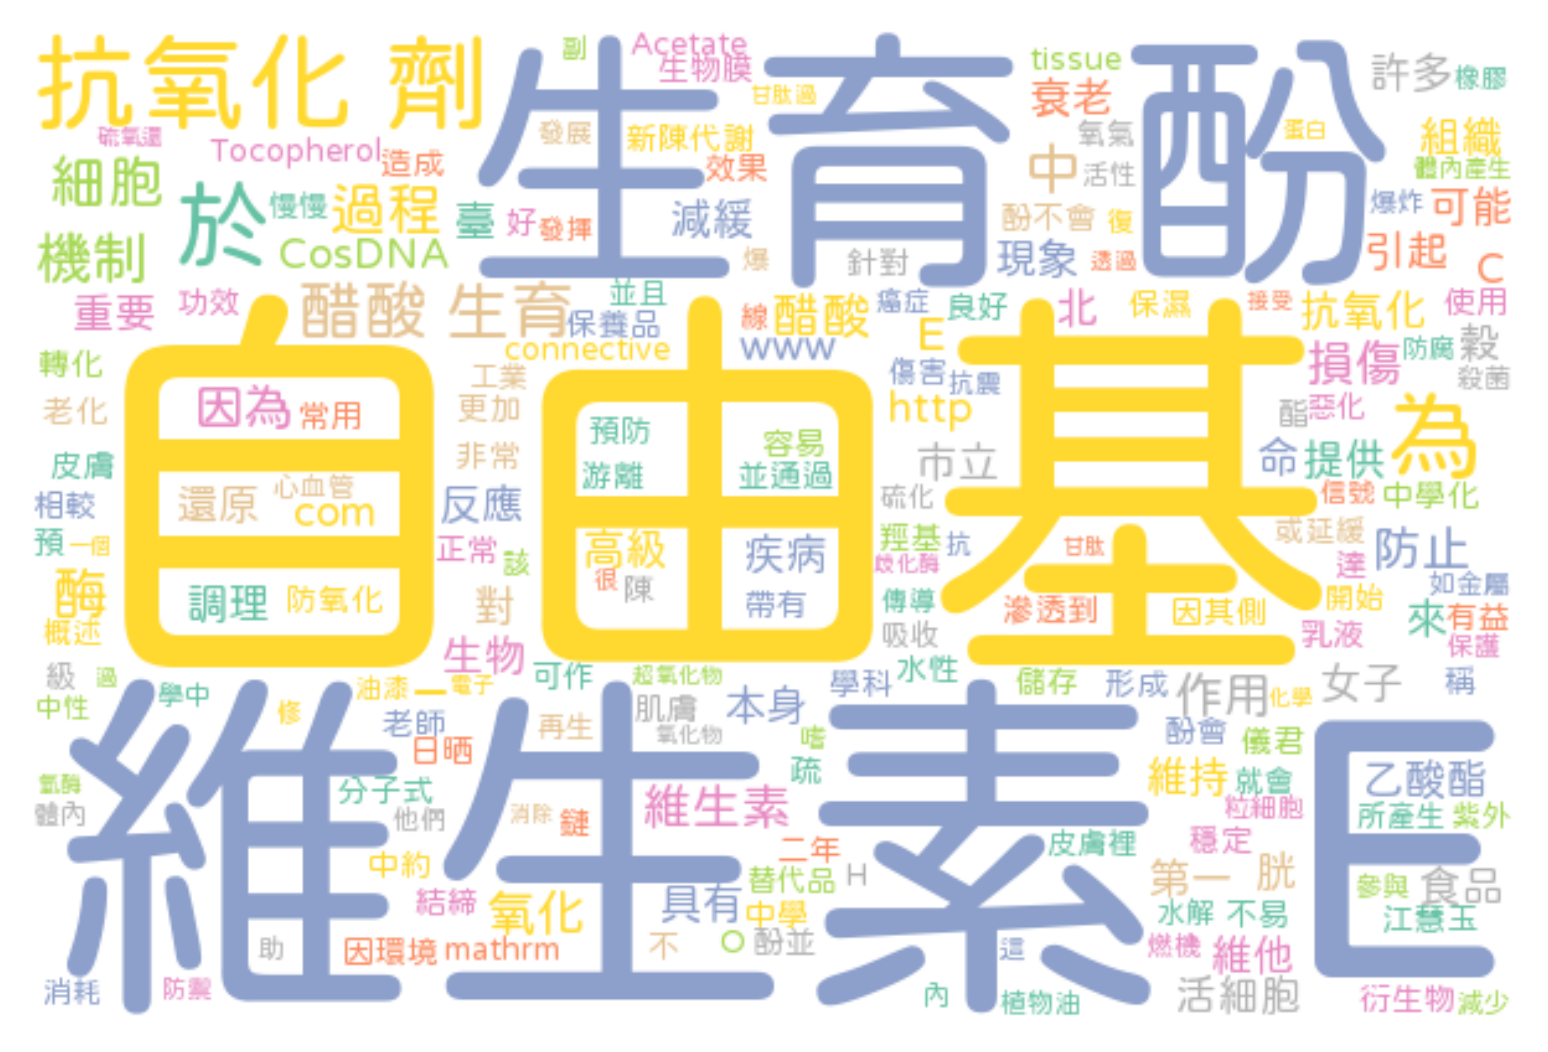 抗氧化 劑
生育酚
副
Acetate
生物膜
tissue
許多
橡膠
甘肽過
衰老
硫氧還
Tocopherol
造成
發展
新陳代謝
效果
氧氣
中
活性
蛋白
組織
體內產生
細胞
於
慢慢
過程
臺
好
發揮
減緩
酚不會
復
爆炸
可能
機制
CosDNA
爆
針對
現象
透過
引起
C
重要
功效
醋酸 生育
並且
保養品
線
醋酸
癌症
良好
北
保濕
接受
抗氧化
使用
connective
www
E
轉化
自由基
工業
傷害
抗震
損傷
防腐
穀
殺菌
老化
因為
常用
更加
預防
容易
http
酯
惡化
為
皮膚
非常
游離
並通過
市立
命
提供
相較
還原
心血管
com
反應
硫化
信號
中學化
預
一個
正常
該
高級
疾病
羥基
抗
甘肽
或延緩
防止
歧化酶
達
酶
調理
防氧化
對
很
陳
帶有
傳導
滲透到
因其側
開始
如金屬
概述
吸收
乳液
來
有益
保護
生物
級
過
可作
超氧化物
學科
水性
儲存
形成
作用
化學
女子
稱
中性
學中
修
油漆
一
電子
老師
再生
肌膚
本身
氧化物
嗜
酚會
儀君
維生素E
日晒
疏
維持
就會
乙酸酯
氫酶
體內
分子式
他們
消除
鏈
維生素
粒細胞
所產生
紫外
中約
二年
皮膚裡
穩定
替代品
H
第一
胱
參與
食品
結締
氧化
具有
中學
水解
不易
江慧玉
助
因環境
mathrm
不
O
酚並
這
燃機
維他
消耗
防禦
內
植物油
活細胞
衍生物
減少